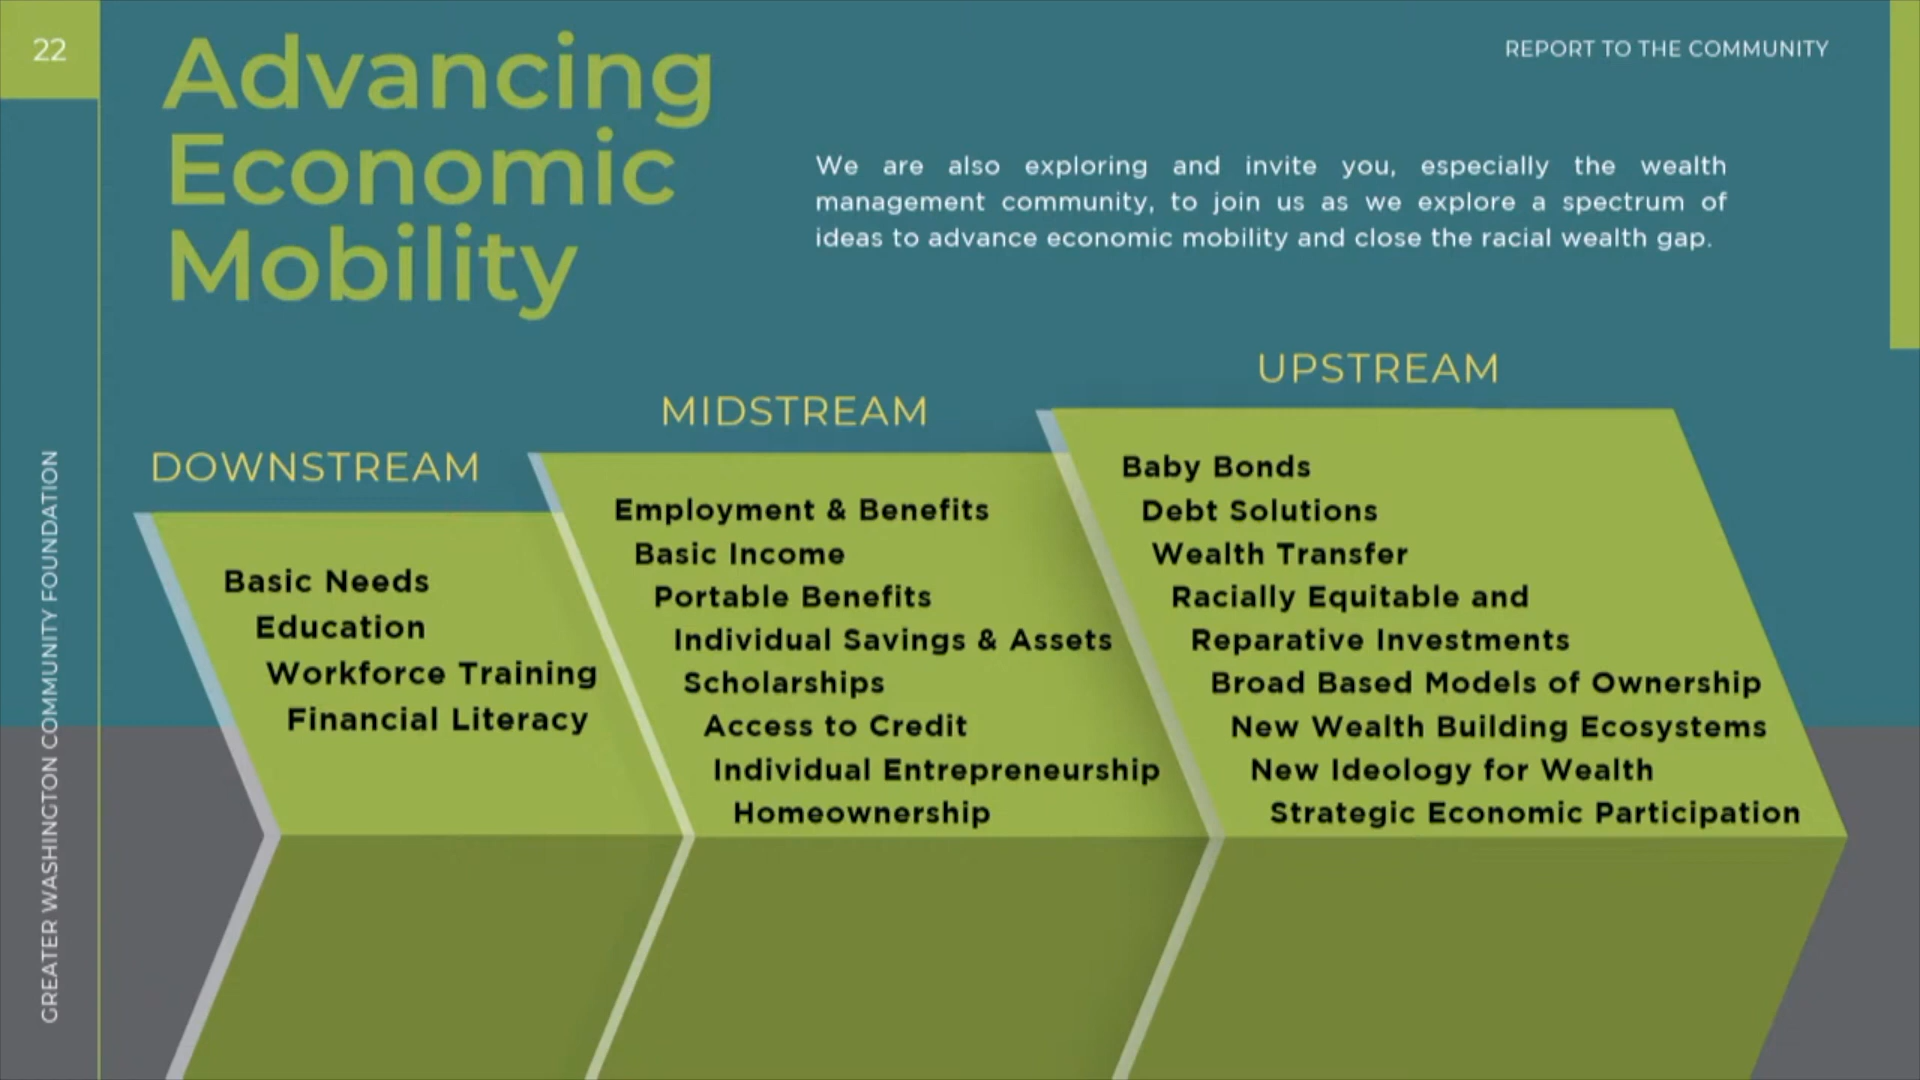 22
Advancing
Economic
Mobility
REPORT TO THE COMMUNITY
We are also exploring and invite you, especially the wealth
management community, to join us as we explore a spectrum of
ideas to advance economic mobility and close the racial wealth gap.
DOWNSTREAM
Basic Needs
Education
Workforce Training
Financial Literacy
MIDSTREAM
Employment & Benefits
Basic Income
Portable Benefits
Individual Savings & Assets
Scholarships
Access to Credit
Individual Entrepreneurship
Homeownership
UPSTREAM
Baby Bonds
Debt Solutions
Wealth Transfer
Racially Equitable and
Reparative Investments
Broad Based Models of Ownership
New Wealth Building Ecosystems
New Ideology for Wealth
Strategic Economic Participation
GREATER WASHINGTON COMMUNITY FOUNDATION